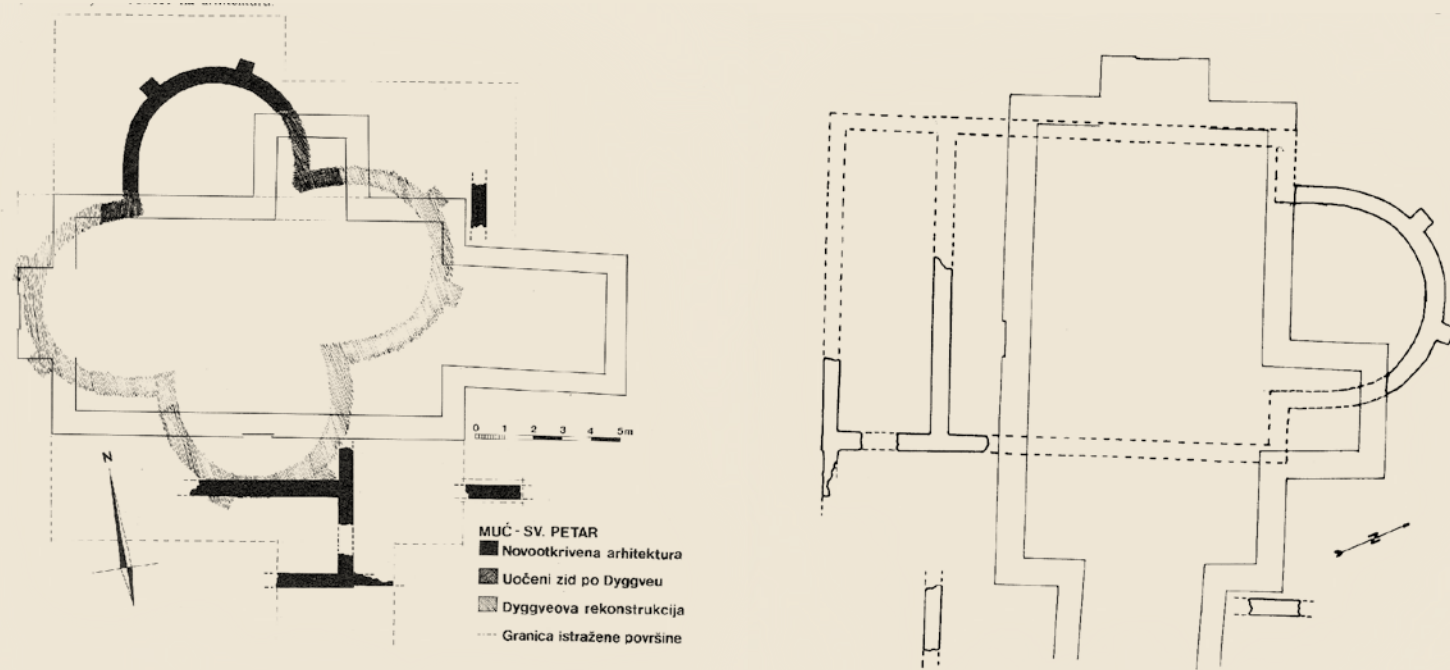 N
0 1 2 3 4 5m
MUĆ - SV. PETAR
Novootkrivena arhitektura
Uočeni zid po Dyggveu
Dyggveova rekonstrukcija
Granica istražene površine
N